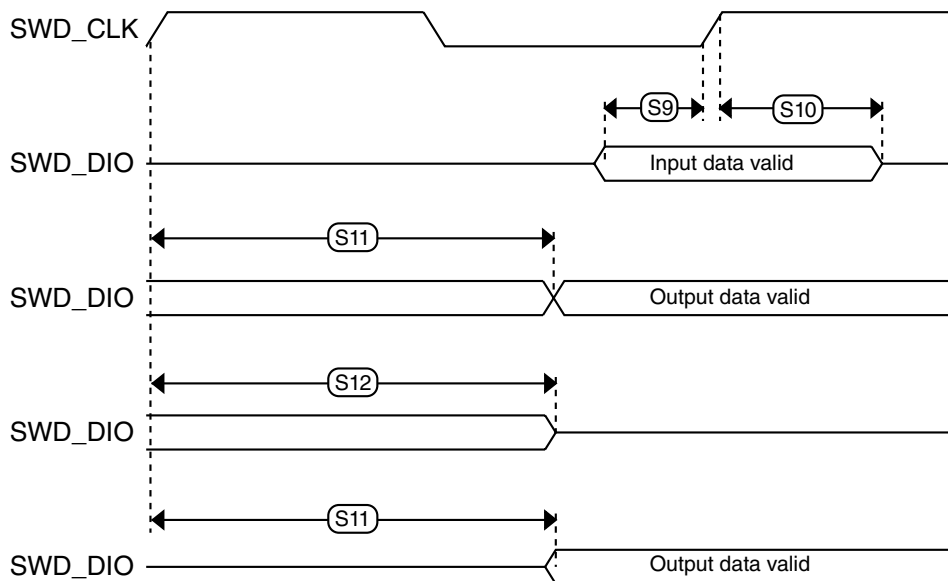 SWD_CLK
S9
S10
SWD_DIO
Input data valid
S11
SWD_DIO
Output data valid
S12
SWD_DIO
S11
SWD_DIO
Output data valid